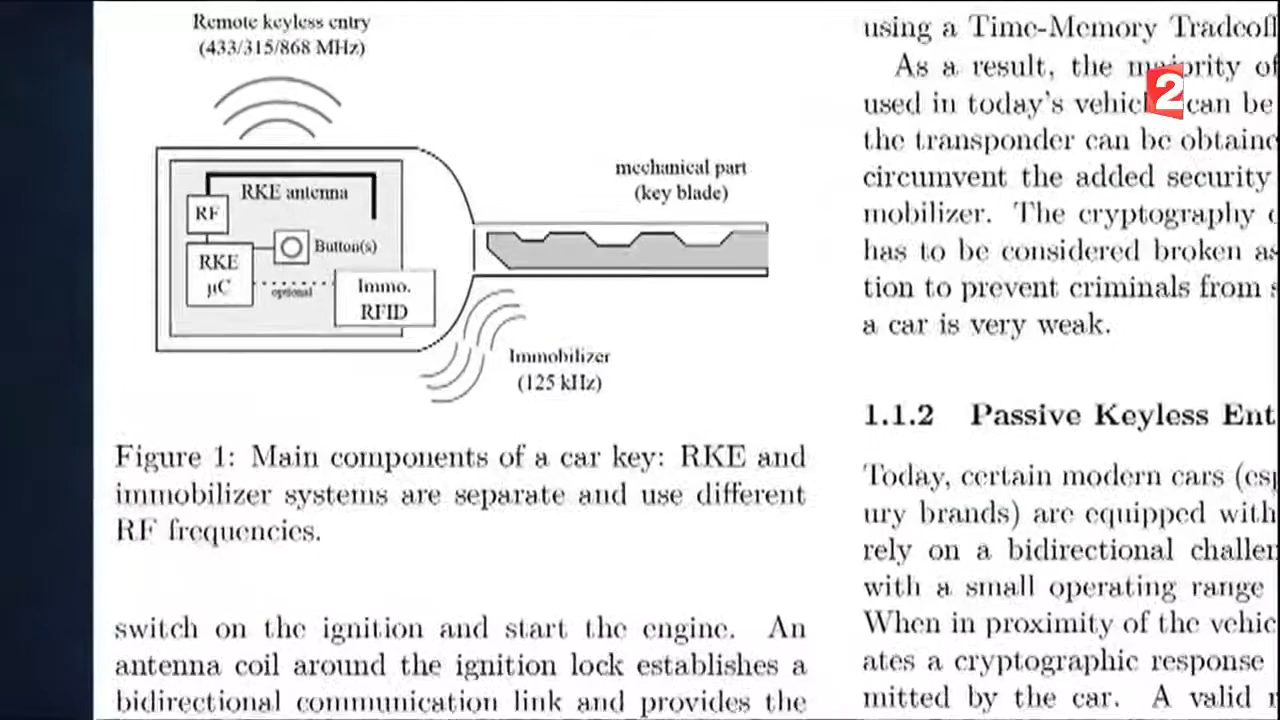 Remote keyless entry
(433/315/868 MHz)
RKE antenna
RF
Button(s)
RKE
µC
optional
Immo.
RFID
mechanical part
(key blade)
Immobilizer
(125 kHz)
Figure 1: Main components of a car key: RKE and
immobilizer systems are separate and use different
RF frequencies.
switch on the ignition and start the engine. An
antenna coil around the ignition lock establishes a
bidirectional communication link and provides the
using a Time-Memory
As a result, the majority of
used in today's can be
the transponder can be
circumvent the added security
mobilizer. The cryptography
has to be considered broken as
tion to prevent criminals from
a car is very weak.
1.1.2 Passive Keyless
Today, certain modern cars
ury brands) are equipped with
rely on a bidirectional
with a small operating range
When in proximity of the
ates a cryptographic response
mitted by the car. A valid
2